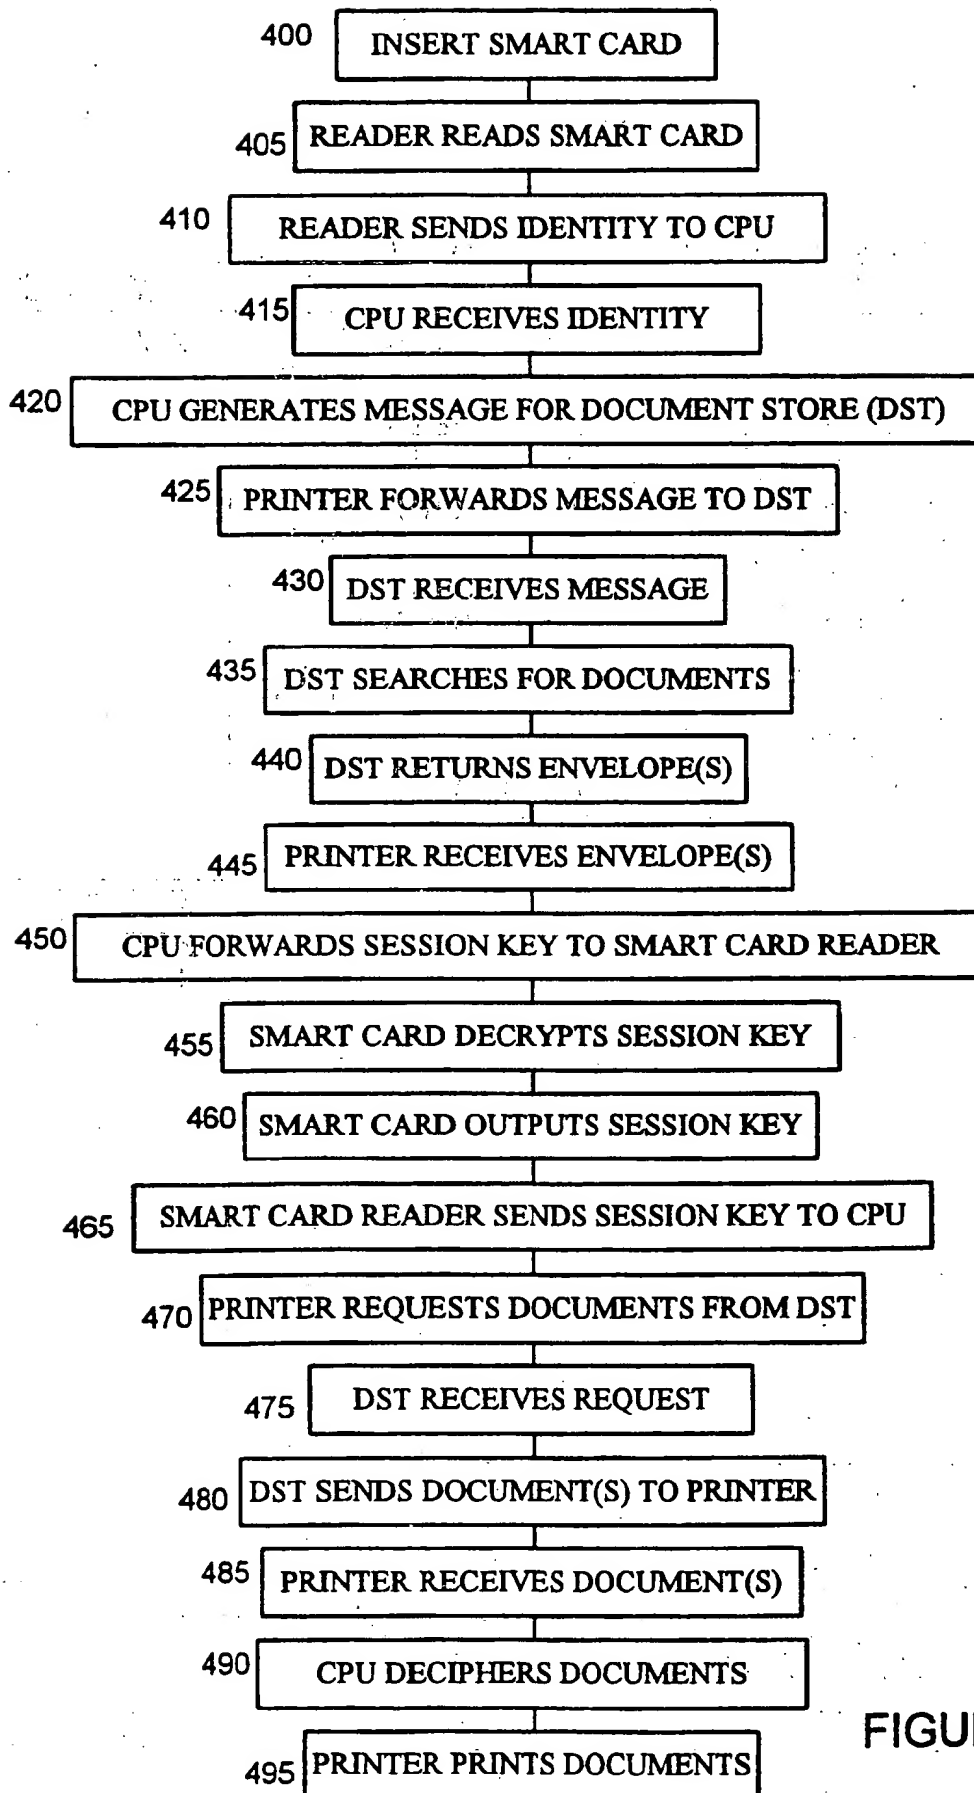 400 INSERT SMART CARD
405 READER READS SMART CARD
410 READER SENDS IDENTITY TO CPU
415 CPU RECEIVES IDENTITY
420 CPU GENERATES MESSAGE FOR DOCUMENT STORE (DST)
425 PRINTER FORWARDS MESSAGE TO DST
430 DST RECEIVES MESSAGE
435 DST SEARCHES FOR DOCUMENTS
440 DST RETURNS ENVELOPE(S)
445 PRINTER RECEIVES ENVELOPE(S)
450 CPU FORWARDS SESSION KEY TO SMART CARD READER
455 SMART CARD DECRYPTS SESSION KEY
460 SMART CARD OUTPUTS SESSION KEY
465 SMART CARD READER SENDS SESSION KEY TO CPU
470 PRINTER REQUESTS DOCUMENTS FROM DST
475 DST RECEIVES REQUEST
480 DST SENDS DOCUMENT(S) TO PRINTER
485 PRINTER RECEIVES DOCUMENT(S)
490 CPU DECIPHERS DOCUMENTS
495 PRINTER PRINTS DOCUMENTS